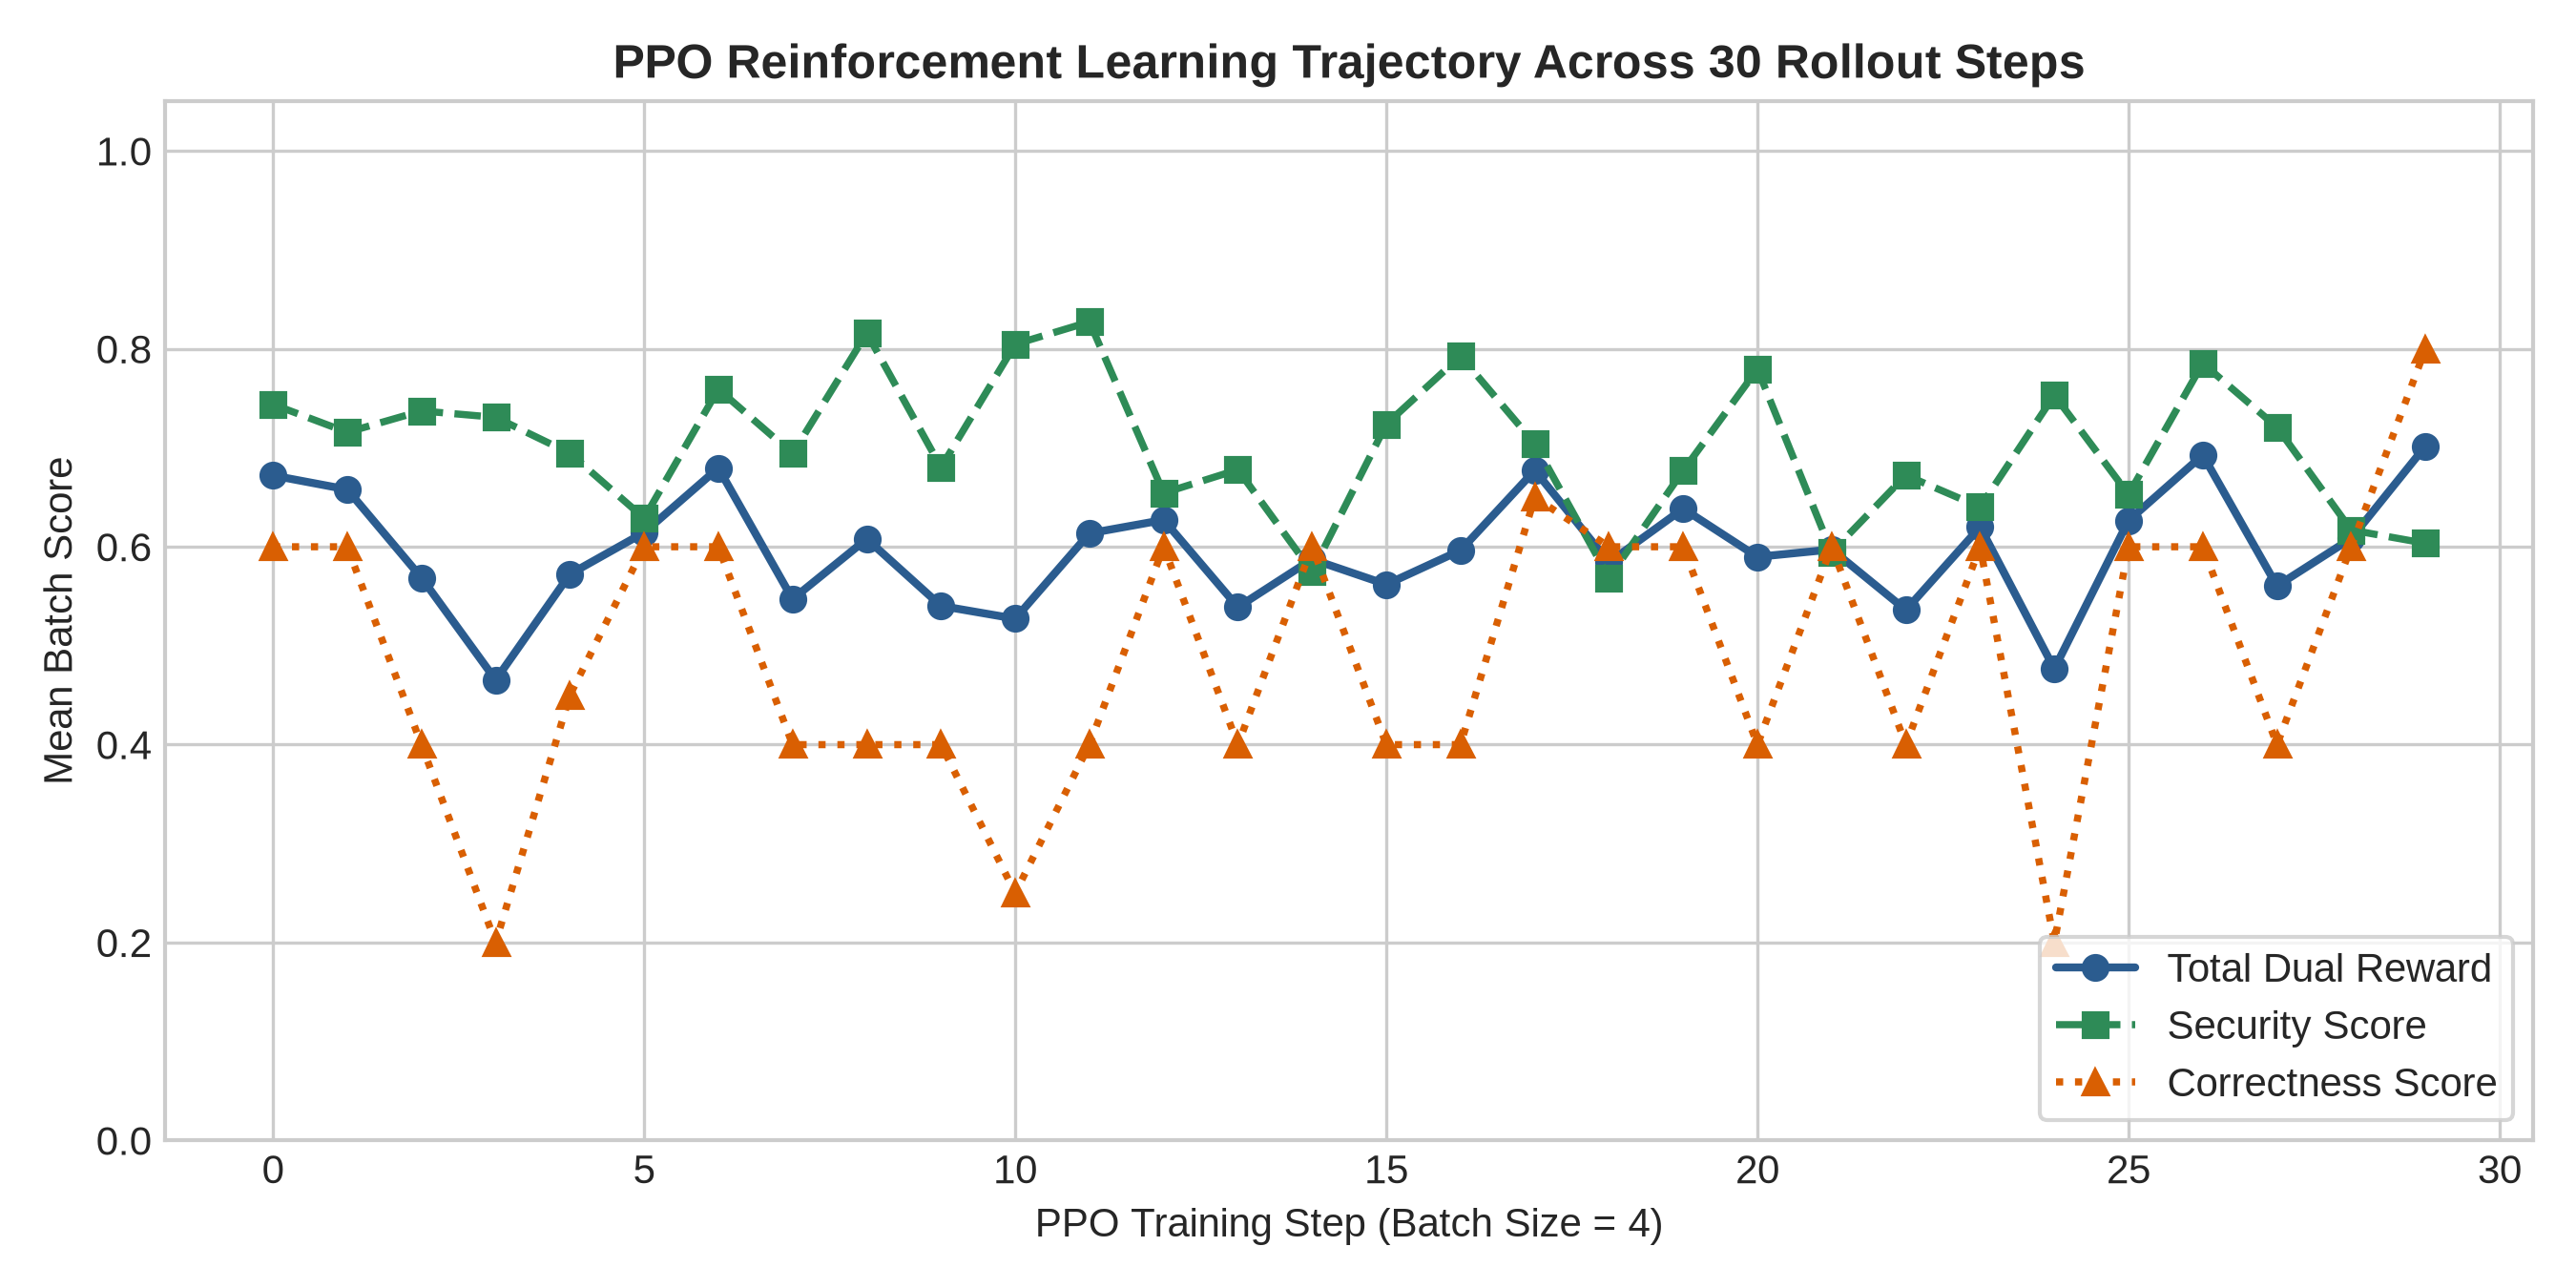 PPO Reinforcement Learning Trajectory Across 30 Rollout Steps
Mean Batch Score
1.0
0.8
0.6
0.4
0.2
0.0
0 5 10 15 20 25 30
PPO Training Step (Batch Size = 4)
Total Dual Reward
Security Score
Correctness Score